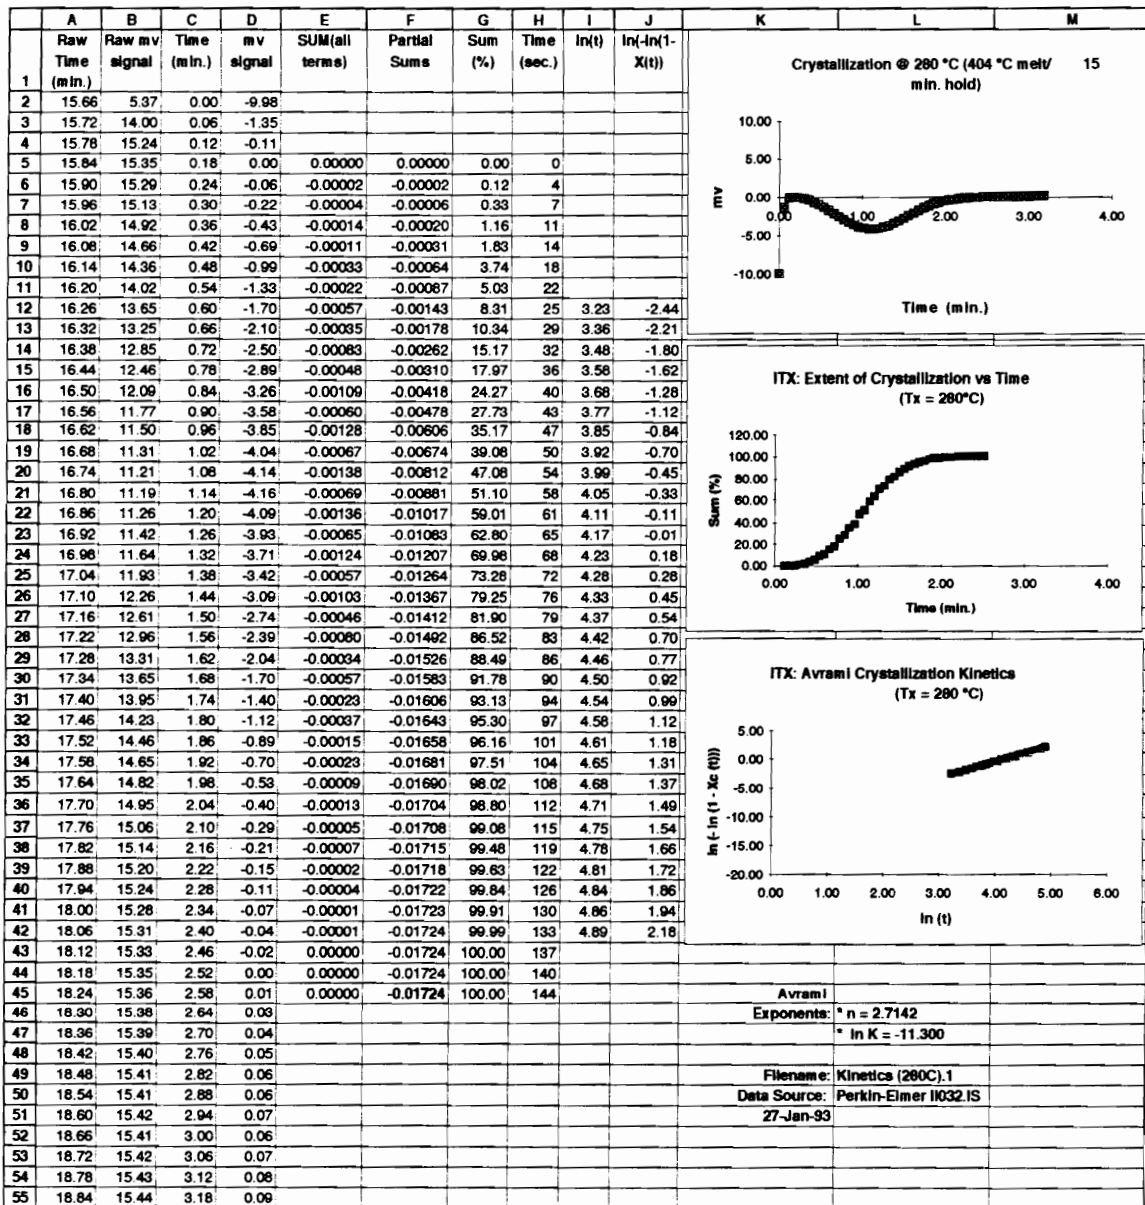 A B C D E F G H I J K L M
1 Raw Time (min.) Raw mv signal Time (min.) mv signal SUM(all terms) Partial Sums Sum (%) Time (sec.) ln(t) ln(-ln(1-X(t))
2 15.66 5.37 0.00 -9.98
3 15.72 14.00 0.06 -1.35
4 15.78 15.24 0.12 -0.11
5 15.84 15.35 0.18 0.00 0.00000 0.00000 0.00 0
6 15.90 15.29 0.24 -0.06 -0.00002 -0.00002 0.12 4
7 15.96 15.13 0.30 -0.22 -0.00004 -0.00006 0.33 7
8 16.02 14.92 0.36 -0.43 -0.00014 -0.00020 1.16 11
9 16.08 14.66 0.42 -0.69 -0.00011 -0.00031 1.83 14
10 16.14 14.36 0.48 -0.99 -0.00033 -0.00064 3.74 18
11 16.20 14.02 0.54 -1.33 -0.00022 -0.00087 5.03 22
12 16.26 13.65 0.60 -1.70 -0.00057 -0.00143 8.31 25 3.23 -2.44
13 16.32 13.25 0.66 -2.10 -0.00035 -0.00178 10.34 29 3.36 -2.21
14 16.38 12.85 0.72 -2.50 -0.00083 -0.00262 15.17 32 3.48 -1.80
15 16.44 12.46 0.78 -2.89 -0.00048 -0.00310 17.97 36 3.58 -1.62
16 16.50 12.09 0.84 -3.26 -0.00109 -0.00418 24.27 40 3.68 -1.28
17 16.56 11.77 0.90 -3.58 -0.00060 -0.00478 27.73 43 3.77 -1.12
18 16.62 11.50 0.96 -3.85 -0.00128 -0.00606 35.17 47 3.85 -0.84
19 16.68 11.31 1.02 -4.04 -0.00067 -0.00674 39.08 50 3.92 -0.70
20 16.74 11.21 1.08 -4.14 -0.00138 -0.00812 47.08 54 3.99 -0.45
21 16.80 11.19 1.14 -4.16 -0.00069 -0.00881 51.10 58 4.05 -0.33
22 16.86 11.26 1.20 -4.09 -0.00136 -0.01017 59.01 61 4.11 -0.11
23 16.92 11.42 1.26 -3.93 -0.00065 -0.01083 62.80 65 4.17 -0.01
24 16.98 11.64 1.32 -3.71 -0.00124 -0.01207 69.98 68 4.23 0.18
25 17.04 11.93 1.38 -3.42 -0.00057 -0.01264 73.28 72 4.28 0.28
26 17.10 12.26 1.44 -3.09 -0.00103 -0.01367 79.25 76 4.33 0.45
27 17.16 12.61 1.50 -2.74 -0.00046 -0.01412 81.90 79 4.37 0.54
28 17.22 12.96 1.56 -2.39 -0.00080 -0.01492 86.52 83 4.42 0.70
29 17.28 13.31 1.62 -2.04 -0.00034 -0.01526 88.49 86 4.46 0.77
30 17.34 13.65 1.68 -1.70 -0.00057 -0.01583 91.78 90 4.50 0.92
31 17.40 13.95 1.74 -1.40 -0.00023 -0.01606 93.13 94 4.54 0.99
32 17.46 14.23 1.80 -1.12 -0.00037 -0.01643 95.30 97 4.58 1.12
33 17.52 14.46 1.86 -0.89 -0.00015 -0.01658 96.16 101 4.61 1.18
34 17.58 14.65 1.92 -0.70 -0.00023 -0.01681 97.51 104 4.65 1.31
35 17.64 14.82 1.98 -0.53 -0.00009 -0.01690 98.02 108 4.68 1.37
36 17.70 14.95 2.04 -0.40 -0.00013 -0.01704 98.80 112 4.71 1.49
37 17.76 15.06 2.10 -0.29 -0.00005 -0.01708 99.08 115 4.75 1.54
38 17.82 15.14 2.16 -0.21 -0.00007 -0.01715 99.48 119 4.78 1.66
39 17.88 15.20 2.22 -0.15 -0.00002 -0.01718 99.63 122 4.81 1.72
40 17.94 15.24 2.28 -0.11 -0.00004 -0.01722 99.84 126 4.84 1.86
41 18.00 15.28 2.34 -0.07 -0.00001 -0.01723 99.91 130 4.86 1.94
42 18.06 15.31 2.40 -0.04 -0.00001 -0.01724 99.99 133 4.89 2.18
43 18.12 15.33 2.46 -0.02 0.00000 -0.01724 100.00 137
44 18.18 15.35 2.52 0.00 0.00000 -0.01724 100.00 140
45 18.24 15.36 2.58 0.01 0.00000 -0.01724 100.00 144
46 18.30 15.38 2.64 0.03
47 18.36 15.39 2.70 0.04
48 18.42 15.40 2.76 0.05
49 18.48 15.41 2.82 0.06
50 18.54 15.41 2.88 0.06
51 18.60 15.42 2.94 0.07
52 18.66 15.41 3.00 0.06
53 18.72 15.42 3.06 0.07
54 18.78 15.43 3.12 0.08
55 18.84 15.44 3.18 0.09
Crystallization @ 280 °C (404 °C melt/ 15
min. hold)
10.00
5.00
0.00
-5.00
-10.00
mv
0.00 1.00 2.00 3.00 4.00
Time (min.)
ITX: Extent of Crystallization vs Time
(Tx = 280°C)
120.00
100.00
80.00
60.00
40.00
20.00
0.00
Sum (%)
0.00 1.00 2.00 3.00 4.00
Time (min.)
ITX: Avrami Crystallization Kinetics
(Tx = 280 °C)
5.00
0.00
-5.00
-10.00
-15.00
-20.00
ln (- ln (1 - Xc (t)))
0.00 1.00 2.00 3.00 4.00 5.00 6.00
ln (t)
Avrami
Exponents: * n = 2.7142
* ln K = -11.300
Filename: Kinetics (280C).1
Data Source: Perkin-Elmer II032.IS
27-Jan-93